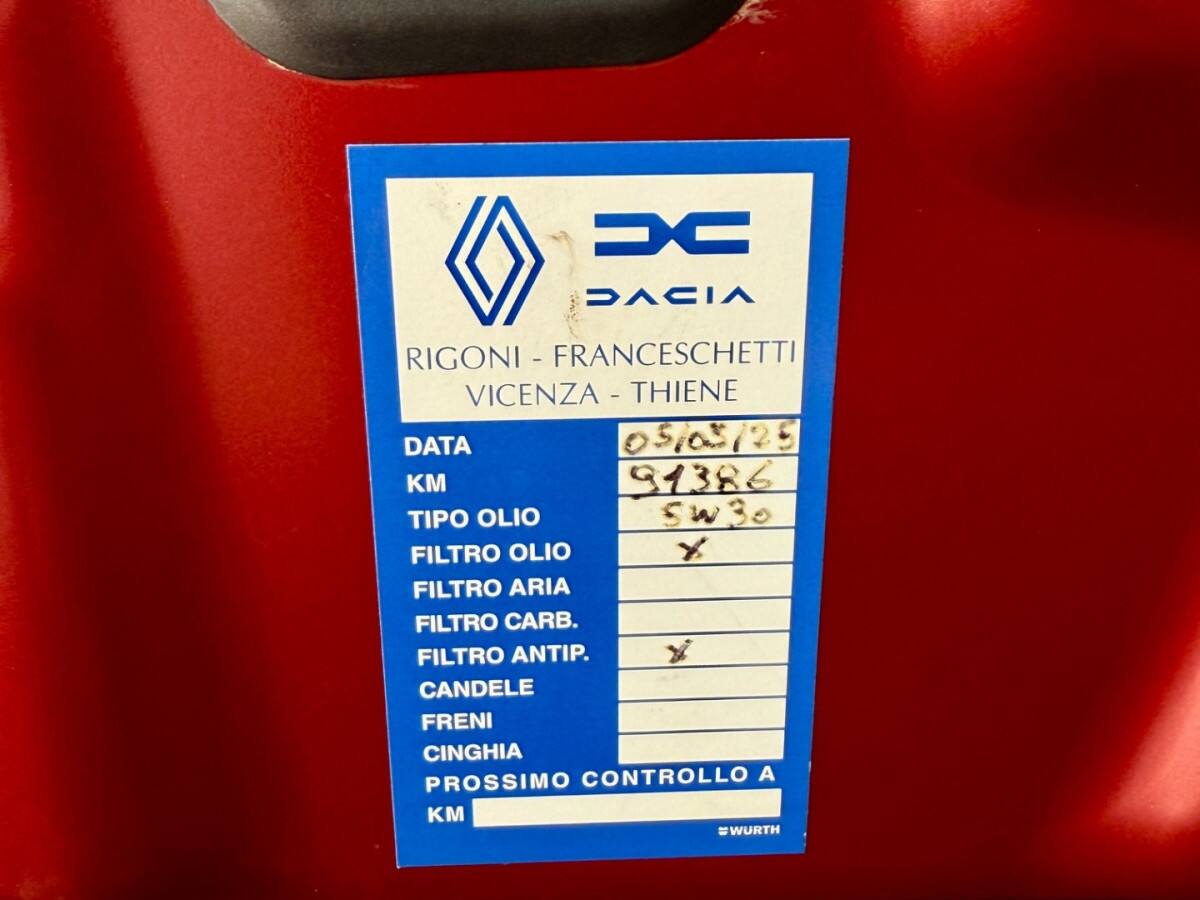 DACIA
RIGONI - FRANCESCHETTI
VICENZA - THIENE
DATA 05/05/25
KM 91386
TIPO OLIO 5W30
FILTRO OLIO X
FILTRO ARIA
FILTRO CARB.
FILTRO ANTIP. X
CANDELE
FRENI
CINGHIA
PROSSIMO CONTROLLO A
KM
WURTH